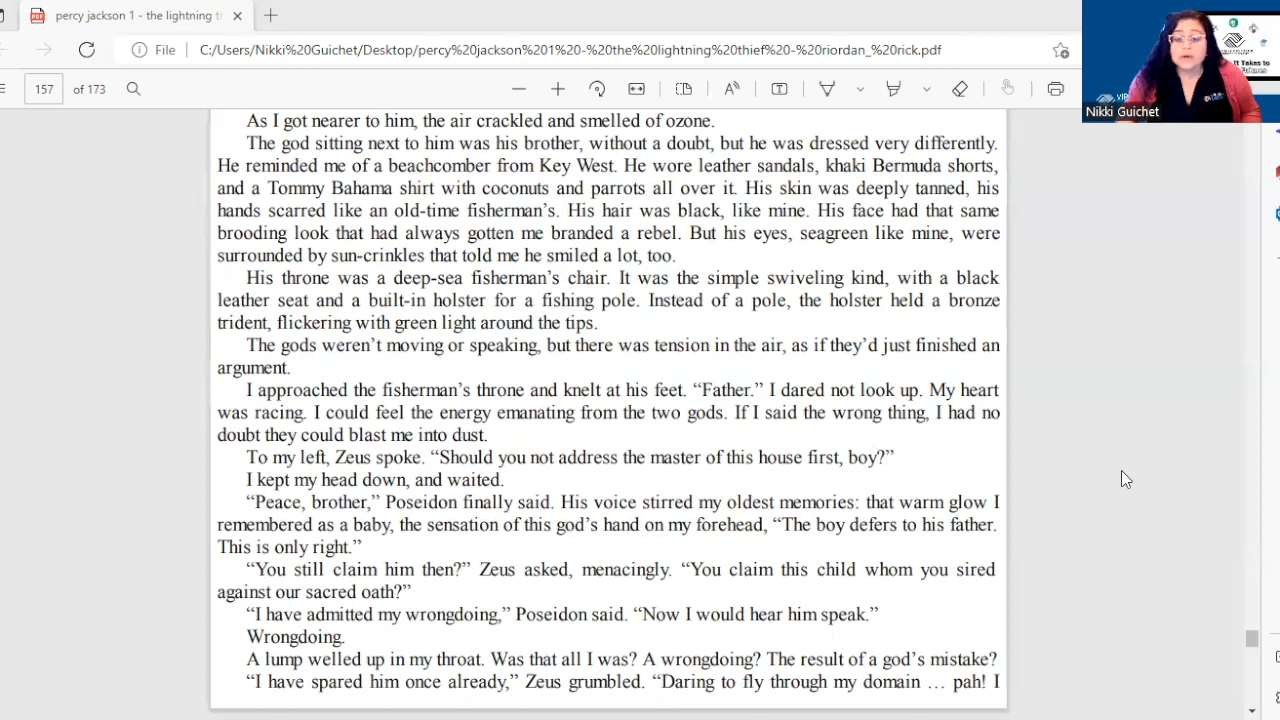 percy jackson 1 - the lightning t
File
C:/Users/Nikki%20Guichet/Desktop/percy%20jackson%201%20-%20the%20lightning%20thief%20-%20riordan_%20rick.pdf
157 of 173
As I got nearer to him, the air crackled and smelled of ozone.
The god sitting next to him was his brother, without a doubt, but he was dressed very differently.
He reminded me of a beachcomber from Key West. He wore leather sandals, khaki Bermuda shorts,
and a Tommy Bahama shirt with coconuts and parrots all over it. His skin was deeply tanned, his
hands scarred like an old-time fisherman’s. His hair was black, like mine. His face had that same
brooding look that had always gotten me branded a rebel. But his eyes, seagreen like mine, were
surrounded by sun-crinkles that told me he smiled a lot, too.
His throne was a deep-sea fisherman’s chair. It was the simple swiveling kind, with a black
leather seat and a built-in holster for a fishing pole. Instead of a pole, the holster held a bronze
trident, flickering with green light around the tips.
The gods weren’t moving or speaking, but there was tension in the air, as if they’d just finished an
argument.
I approached the fisherman’s throne and knelt at his feet. “Father.” I dared not look up. My heart
was racing. I could feel the energy emanating from the two gods. If I said the wrong thing, I had no
doubt they could blast me into dust.
To my left, Zeus spoke. “Should you not address the master of this house first, boy?”
I kept my head down, and waited.
“Peace, brother,” Poseidon finally said. His voice stirred my oldest memories: that warm glow I
remembered as a baby, the sensation of this god’s hand on my forehead, “The boy defers to his father.
This is only right.”
“You still claim him then?” Zeus asked, menacingly. “You claim this child whom you sired
against our sacred oath?”
“I have admitted my wrongdoing,” Poseidon said. “Now I would hear him speak.”
Wrongdoing.
A lump welled up in my throat. Was that all I was? A wrongdoing? The result of a god’s mistake?
“I have spared him once already,” Zeus grumbled. “Daring to fly through my domain … pah! I
It Takes to
Nikki Guichet